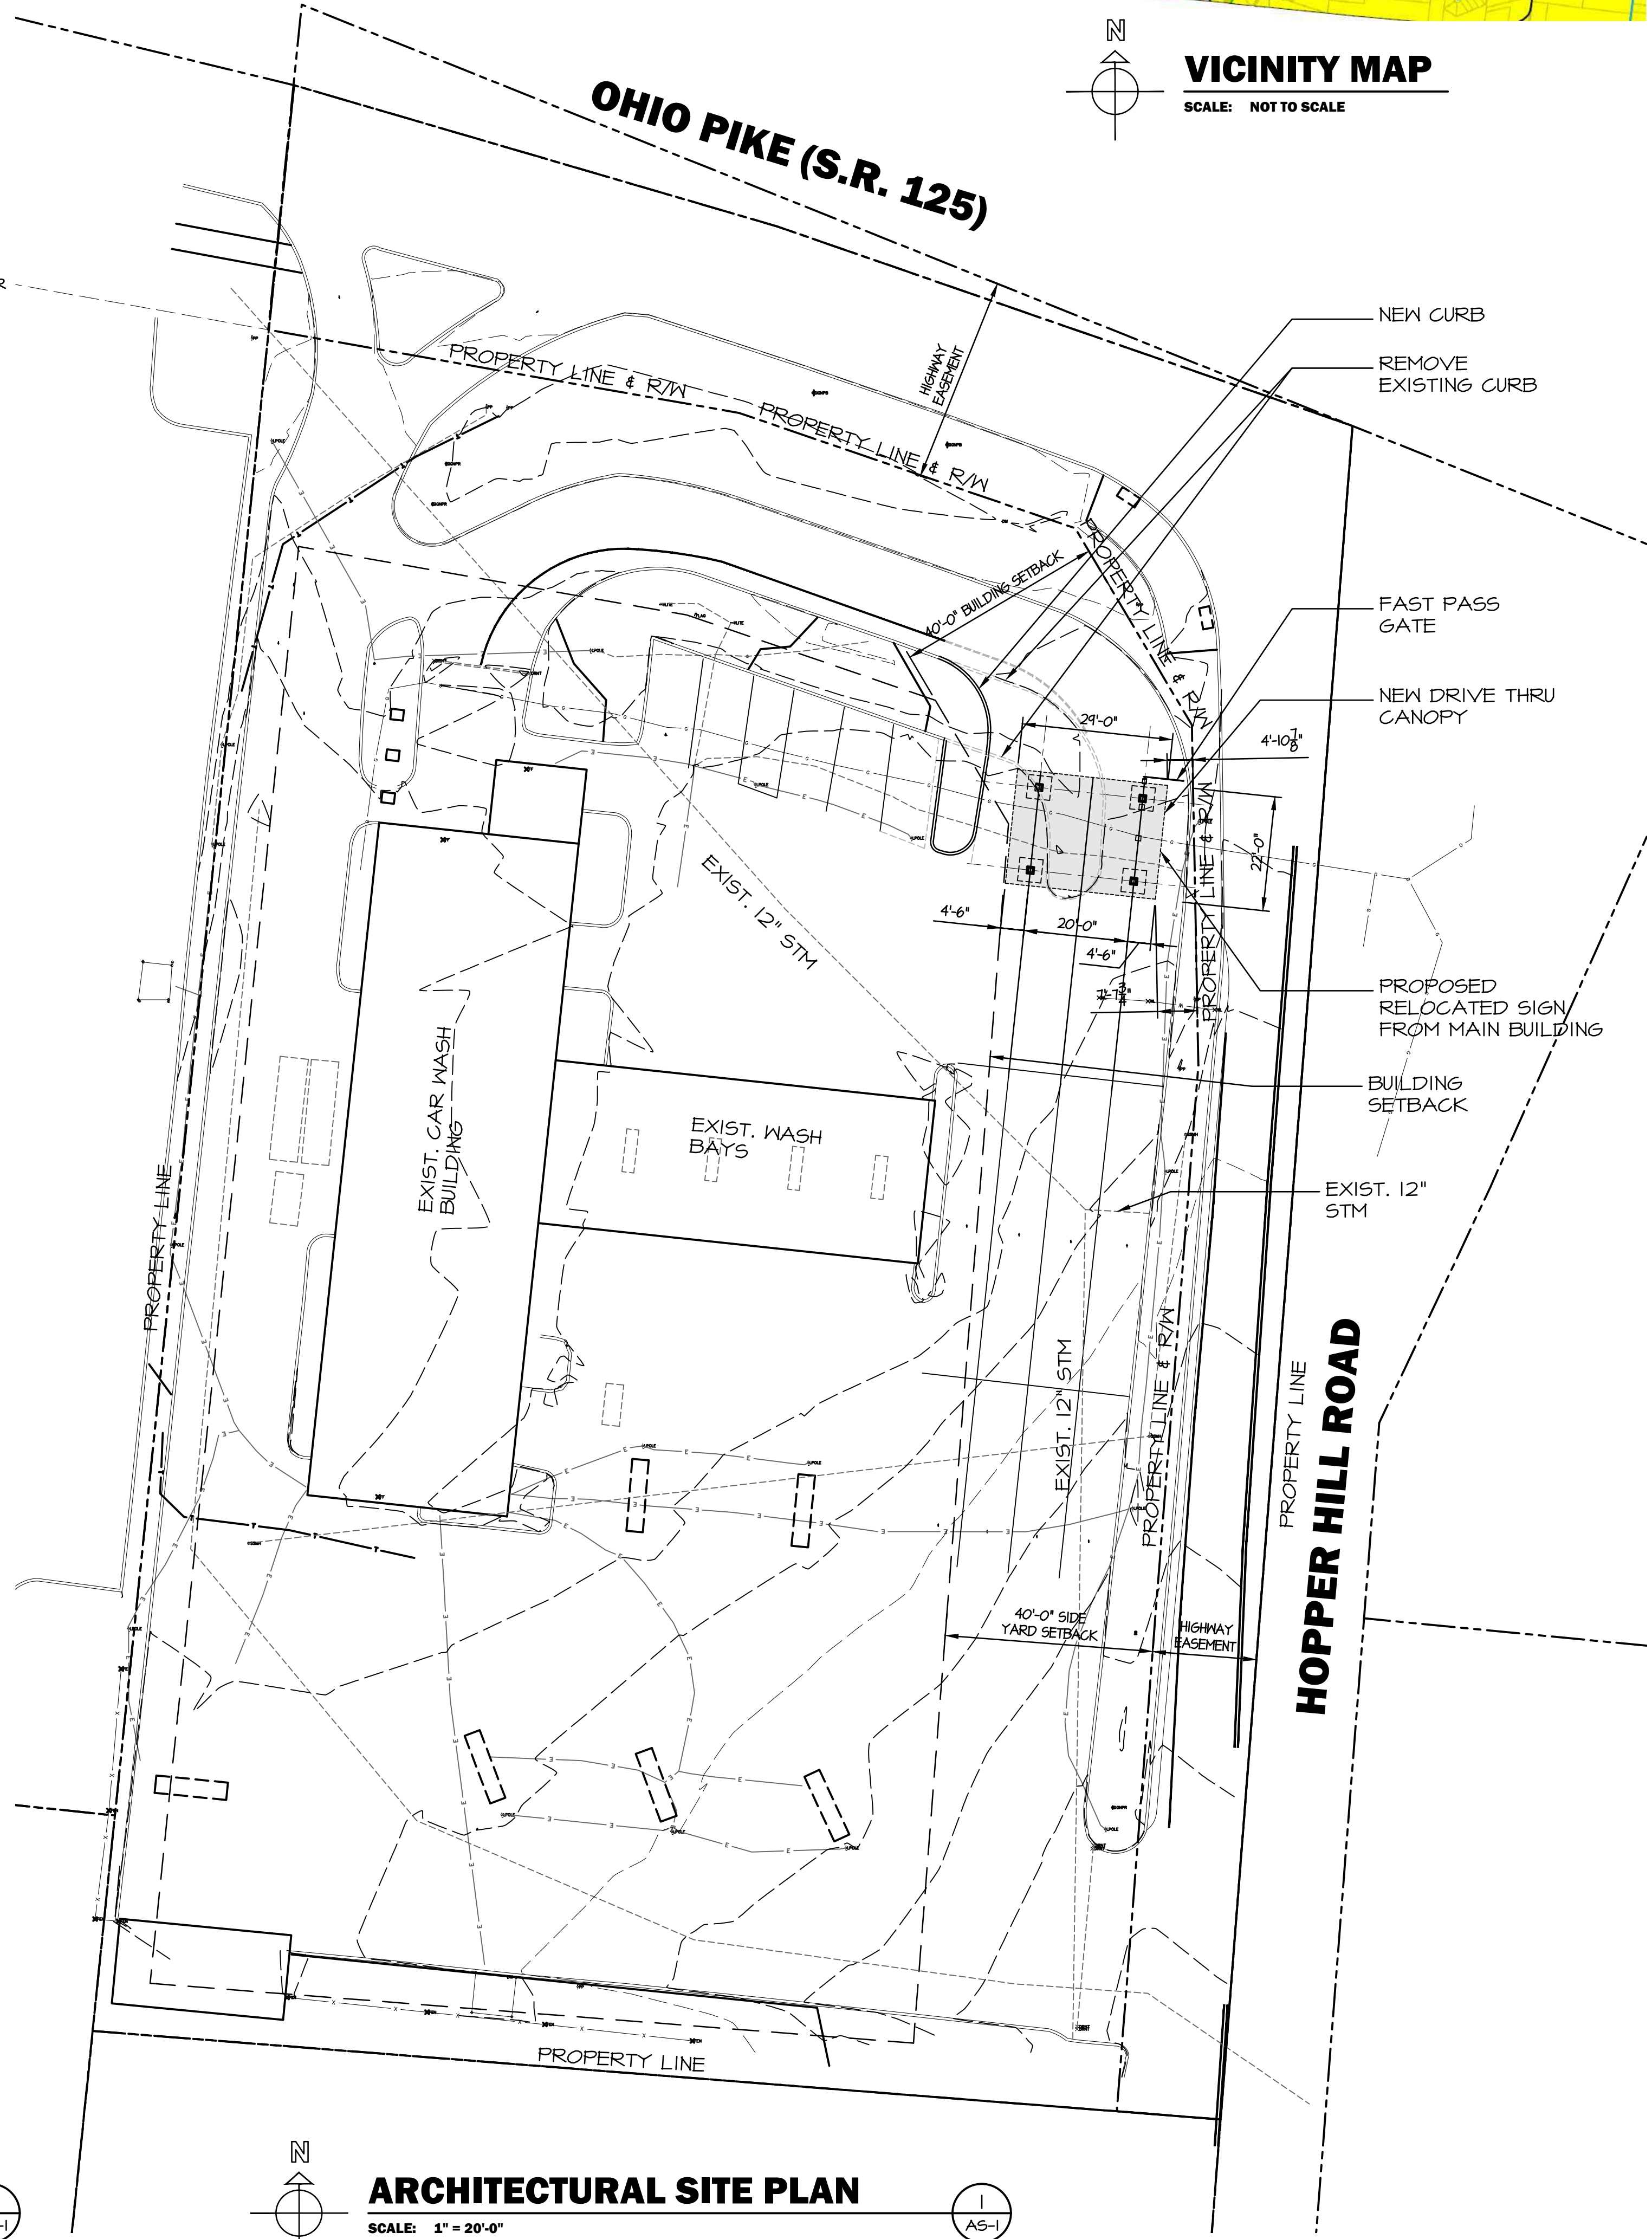 N
VICINITY MAP
SCALE: NOT TO SCALE
OHIO PIKE (S.R. 125)
NEW CURB
REMOVE
EXISTING CURB
HIGHWAY
EASEMENT
PROPERTY LINE & R/W
PROPERTY LINE & R/W
PROPERTY LINE & R/W
40'-0" BUILDING SETBACK
FAST PASS
GATE
NEW DRIVE THRU
CANOPY
29'-0"
4'-10 7/8"
22'-0"
PROPERTY LINE & R/W
EXIST. 12" STM
4'-6"
20'-0"
4'-6"
7'-7 3/4"
PROPOSED
RELOCATED SIGN
FROM MAIN BUILDING
BUILDING
SETBACK
EXIST. CAR WASH
BUILDING
EXIST. WASH
BAYS
EXIST. 12"
STM
PROPERTY LINE
EXIST. 12" STM
PROPERTY LINE & R/W
PROPERTY LINE
HOPPER HILL ROAD
40'-0" SIDE
YARD SETBACK
HIGHWAY
EASEMENT
PROPERTY LINE
N
ARCHITECTURAL SITE PLAN
SCALE: 1" = 20'-0"
1
AS-1